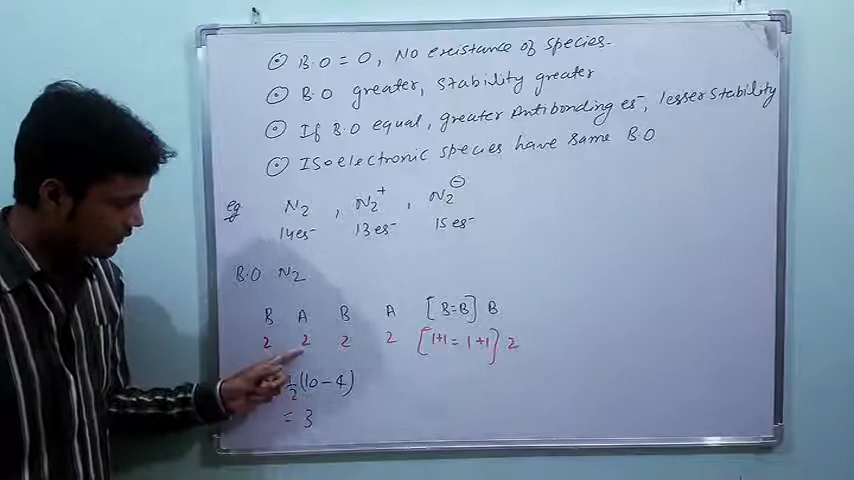 ⊙ B.O = 0, No existance of species.
⊙ B.O greater, stability greater
⊙ If B.O equal, greater Antibonding es⁻, lesser stability
⊙ Isoelectronic species have same B.O
eg N₂ , N₂⁺ , N₂⊖
14es⁻ 13es⁻ 15es⁻
B.O N₂
B A B A [B=B] B
2 2 2 2 [1+1 = 1+1] 2
½(10-4)
= 3